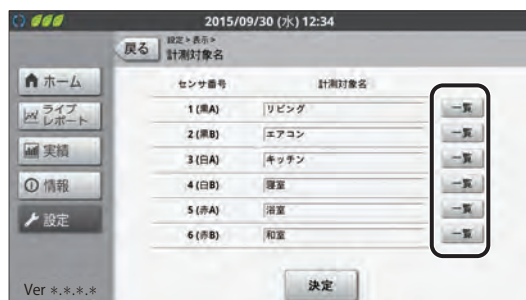 2015/09/30 (水) 12:34
戻る
設定>表示>
計測対象名
ホーム
ライブ
レポート
実績
情報
設定
Ver *.*.*.*
センサ番号 計測対象名
1 (黒A) リビング 一覧
2 (黒B) エアコン 一覧
3 (白A) キッチン 一覧
4 (白B) 寝室 一覧
5 (赤A) 浴室 一覧
6 (赤B) 和室 一覧
決定